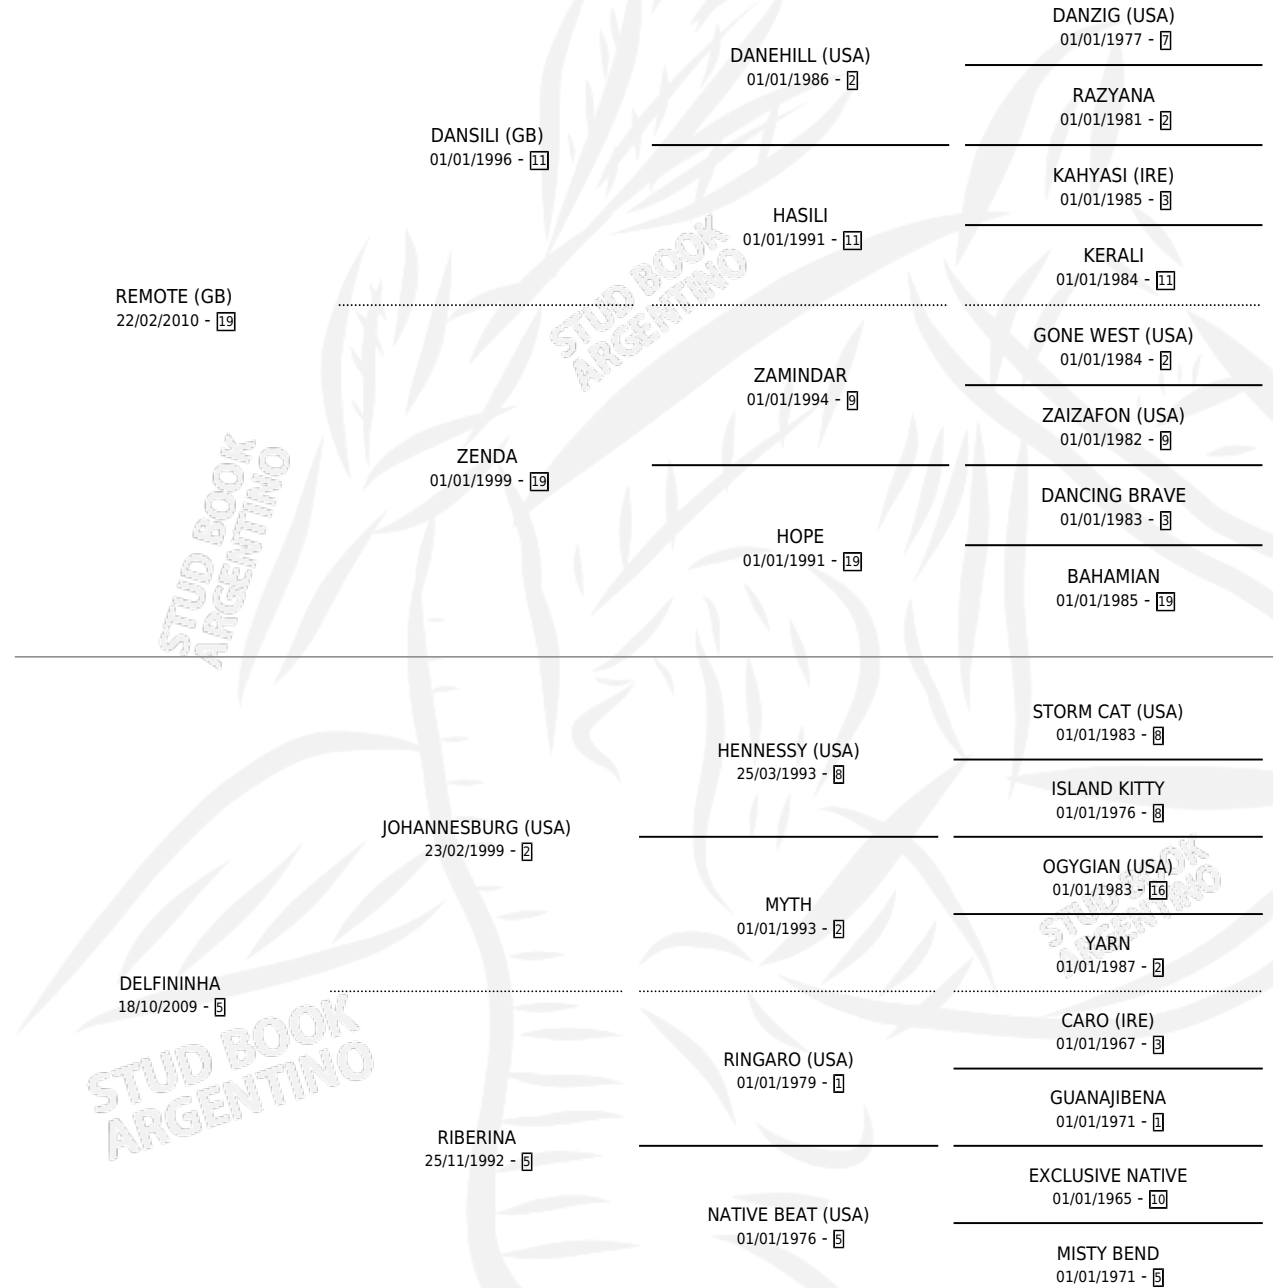 DANZIG (USA)
01/01/1977 - 7
DANEHILL (USA)
01/01/1986 - 2
RAZYANA
01/01/1981 - 2
DANSILI (GB)
01/01/1996 - 11
KAHYASI (IRE)
01/01/1985 - 3
HASILI
01/01/1991 - 11
KERALI
01/01/1984 - 11
REMOTE (GB)
22/02/2010 - 19
STUD BOOK
ARGENTINO
GONE WEST (USA)
01/01/1984 - 2
ZAMINDAR
01/01/1994 - 9
ZAIZAFON (USA)
01/01/1982 - 9
ZENDA
01/01/1999 - 19
DANCING BRAVE
01/01/1983 - 3
HOPE
01/01/1991 - 19
BAHAMIAN
01/01/1985 - 19
STUD BOOK
ARGENTINO
STORM CAT (USA)
01/01/1983 - 8
HENNESSY (USA)
25/03/1993 - 8
ISLAND KITTY
01/01/1976 - 8
JOHANNESBURG (USA)
23/02/1999 - 2
OGYGIAN (USA)
01/01/1983 - 16
MYTH
01/01/1993 - 2
YARN
01/01/1987 - 2
STUD BOOK
ARGENTINO
DELFININHA
18/10/2009 - 5
CARO (IRE)
01/01/1967 - 3
RINGARO (USA)
01/01/1979 - 1
GUANAJIBENA
01/01/1971 - 1
STUD BOOK
ARGENTINO
RIBERINA
25/11/1992 - 5
EXCLUSIVE NATIVE
01/01/1965 - 10
NATIVE BEAT (USA)
01/01/1976 - 5
MISTY BEND
01/01/1971 - 5